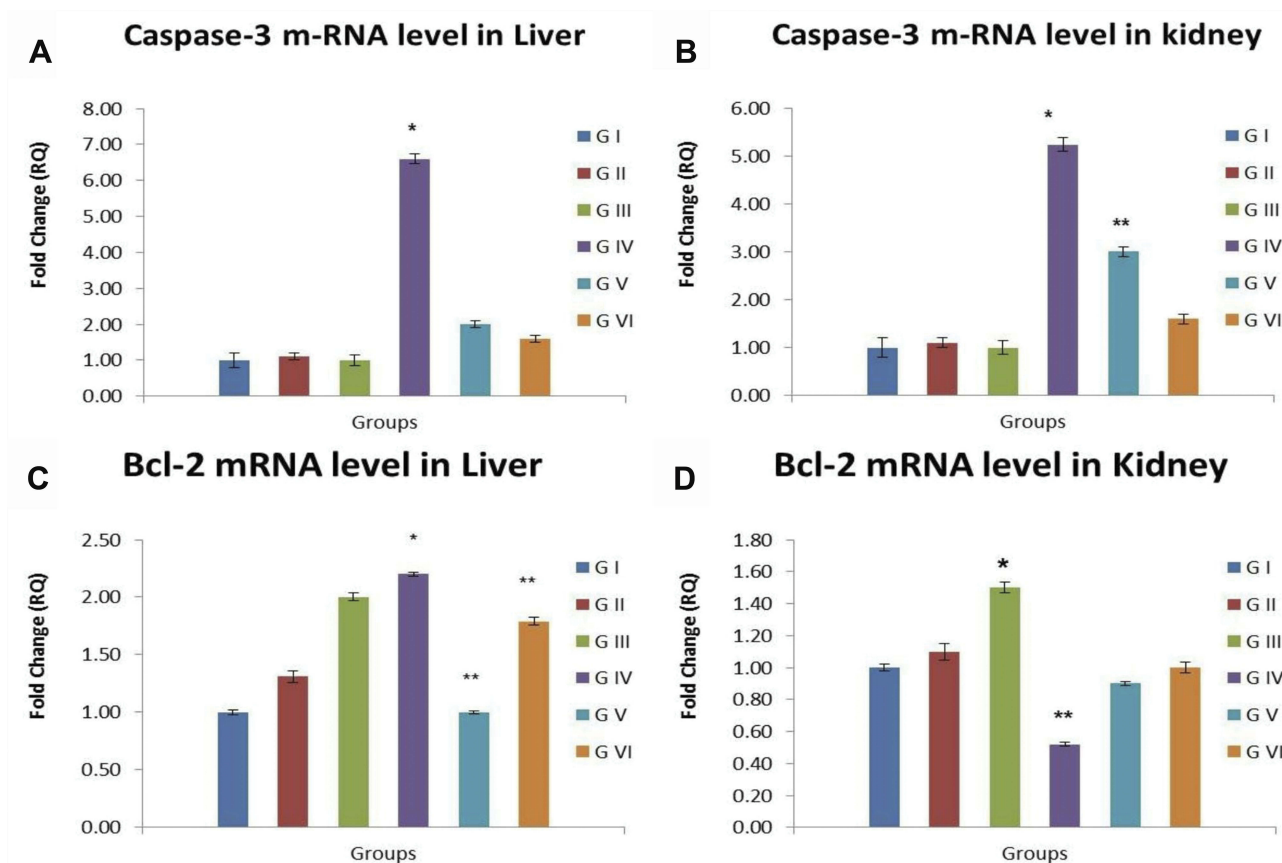 A
Caspase-3 m-RNA level in Liver
Fold Change (RQ)
8.00
7.00
6.00
5.00
4.00
3.00
2.00
1.00
0.00
*
Groups
G I
G II
G III
G IV
G V
G VI
B
Caspase-3 m-RNA level in kidney
Fold Change (RQ)
6.00
5.00
4.00
3.00
2.00
1.00
0.00
*
**
Groups
G I
G II
G III
G IV
G V
G VI
C
Bcl-2 mRNA level in Liver
Fold Change (RQ)
2.50
2.00
1.50
1.00
0.50
0.00
*
**
**
Groups
G I
G II
G III
G IV
G V
G VI
D
Bcl-2 mRNA level in Kidney
Fold Change (RQ)
1.80
1.60
1.40
1.20
1.00
0.80
0.60
0.40
0.20
0.00
*
**
Groups
G I
G II
G III
G IV
G V
G VI